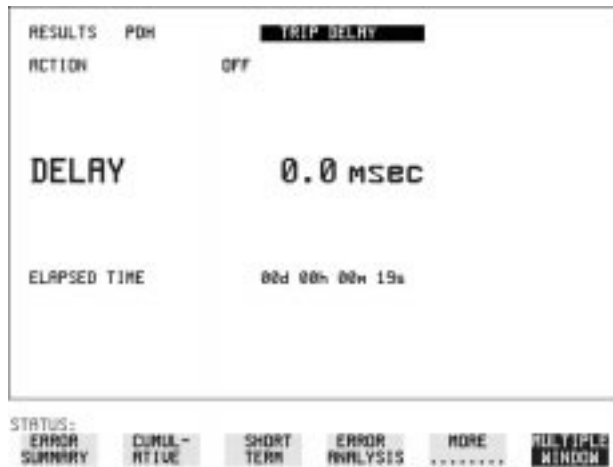 RESULTS PDH TRIP DELAY
ACTION OFF
DELAY 0.0 msec
ELAPSED TIME 00d 00h 00m 19s
STATUS:
ERROR SUMMARY CUMUL-ATIVE SHORT TERM ERROR ANALYSIS MORE ........ MULTIPLE WINDOW